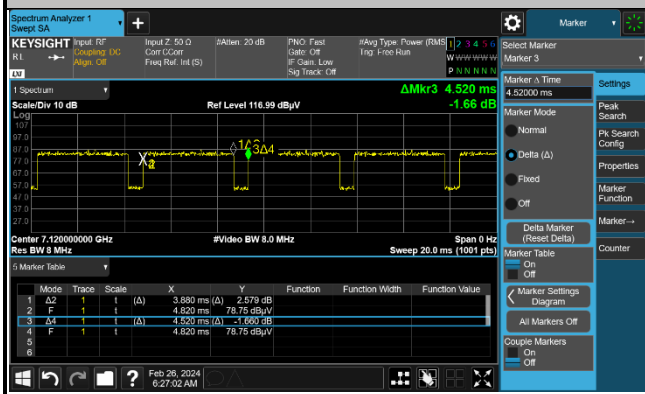 Spectrum Analyzer 1
Swept SA
Marker
KEYSIGHT
Input: RF
Input Z: 50 Ω
#Atten: 20 dB
PNO: Fast
#Avg Type: Power (RMS
1 2 3 4 5 6
Select Marker
Marker 3
R L
Coupling: DC
Corr CCorr
Gate: Off
Trig: Free Run
Align: Off
Freq Ref: Int (S)
IF Gain: Low
W W W W W W
Sig Track: Off
P N N N N N
LXI
1 Spectrum
ΔMkr3 4.520 ms
-1.66 dB
Scale/Div 10 dB
Ref Level 116.99 dBµV
Log
107
97.0
87.0
77.0
67.0
57.0
47.0
37.0
27.0
3Δ4
Center 7.120000000 GHz
#Video BW 8.0 MHz
Span 0 Hz
Res BW 8 MHz
Sweep 20.0 ms (1001 pts)
5 Marker Table
Mode Trace Scale X Y Function Function Width Function Value
1 Δ2 1 t (Δ) 3.880 ms (Δ) 2.579 dB
2 F 1 t 4.820 ms 78.75 dBµV
3 Δ4 1 t (Δ) 4.520 ms (Δ) -1.660 dB
4 F 1 t 4.820 ms 78.75 dBµV
5
6
Feb 26, 2024
6:27:02 AM
Marker Δ Time
4.52000 ms
Marker Mode
Normal
Delta (Δ)
Fixed
Off
Delta Marker
(Reset Delta)
Marker Table
On
Off
Marker Settings
Diagram
All Markers Off
Couple Markers
On
Off
Settings
Peak
Search
Pk Search
Config
Properties
Marker
Function
Marker→
Counter